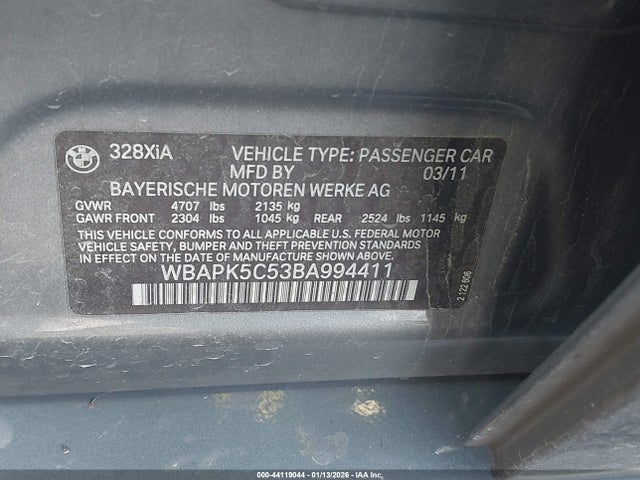 328XiA VEHICLE TYPE: PASSENGER CAR
MFD BY 03/11
BAYERISCHE MOTOREN WERKE AG
GVWR 4707 lbs 2135 kg
GAWR FRONT 2304 lbs 1045 kg REAR 2524 lbs 1145 kg
THIS VEHICLE CONFORMS TO ALL APPLICABLE U.S. FEDERAL MOTOR
VEHICLE SAFETY, BUMPER AND THEFT PREVENTION STANDARDS
IN EFFECT ON THE DATE OF MANUFACTURE SHOWN ABOVE.
WBAPK5C53BA994411
2 122 606
000-44119044 - 01/13/2026 - IAA Inc.